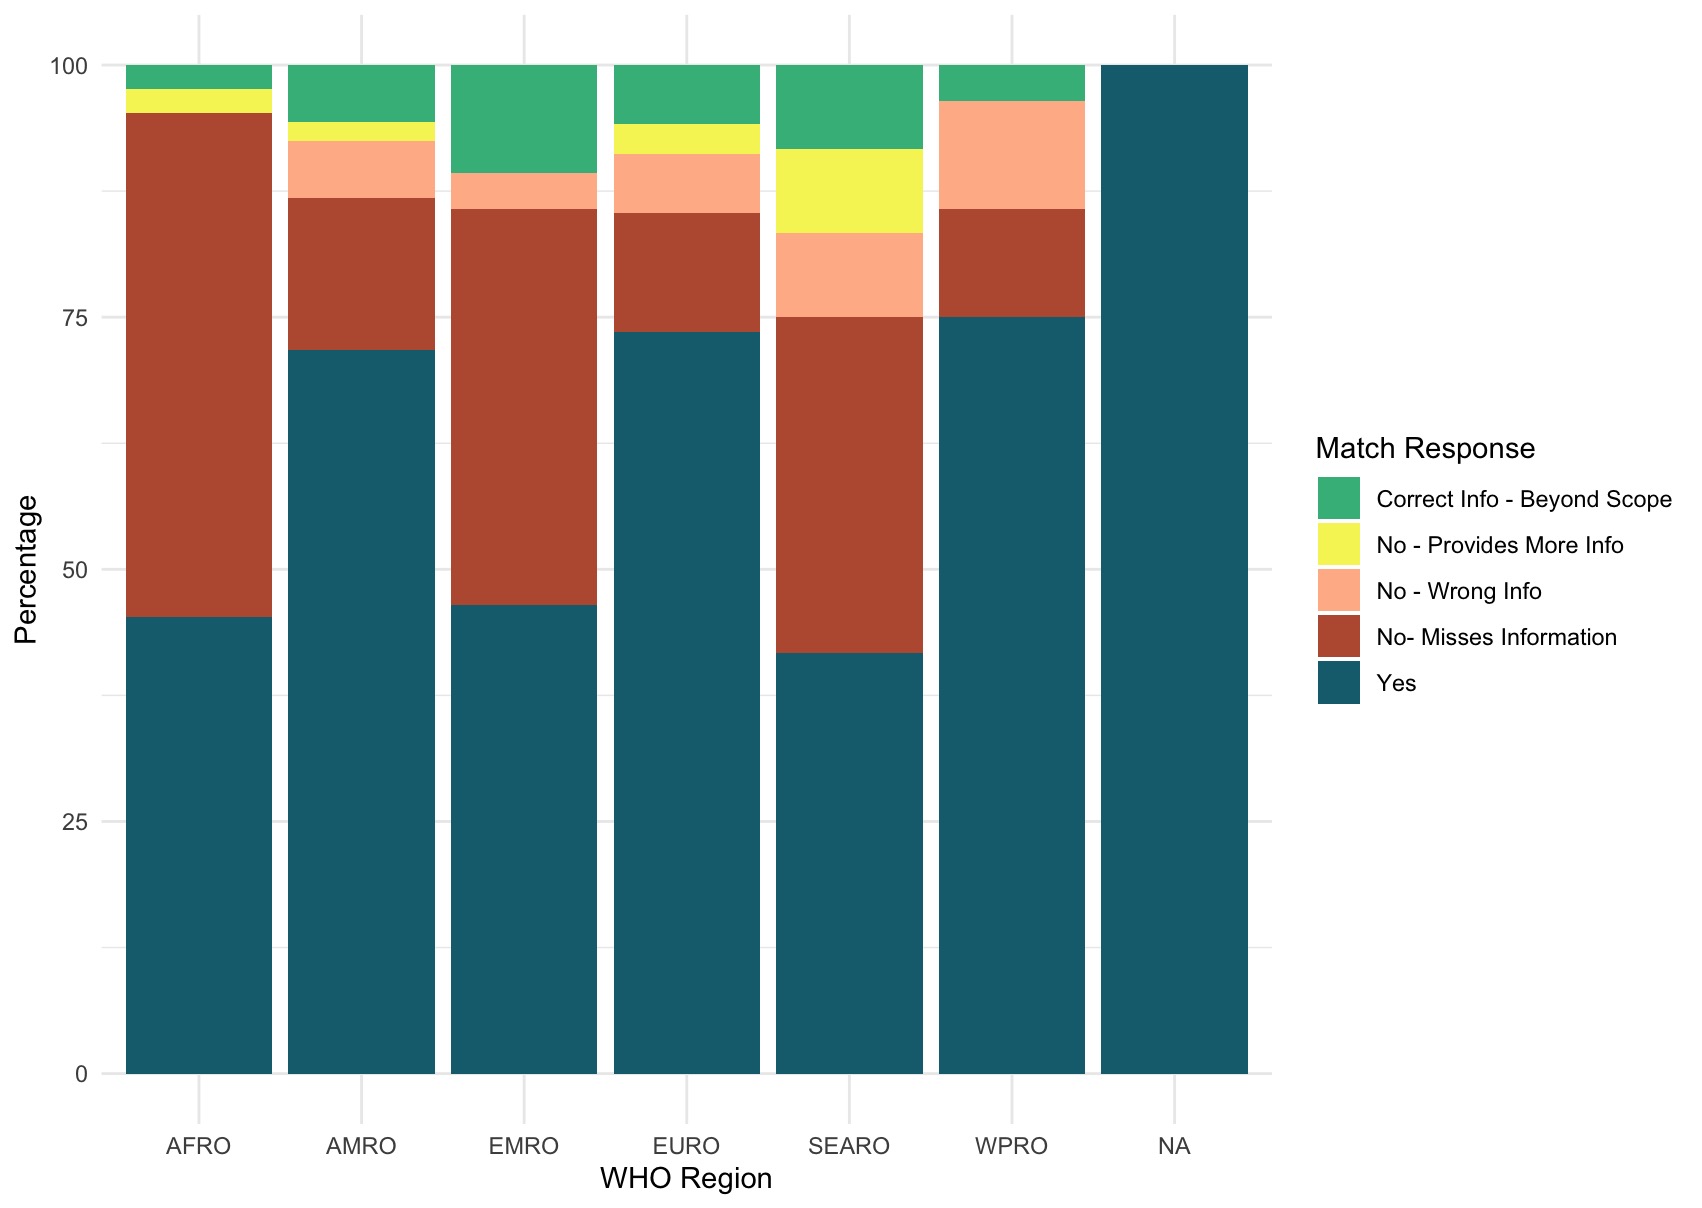 100
75
50
25
0
Percentage
AFRO AMRO EMRO EURO SEARO WPRO NA
WHO Region
Match Response
Correct Info - Beyond Scope
No - Provides More Info
No - Wrong Info
No- Misses Information
Yes